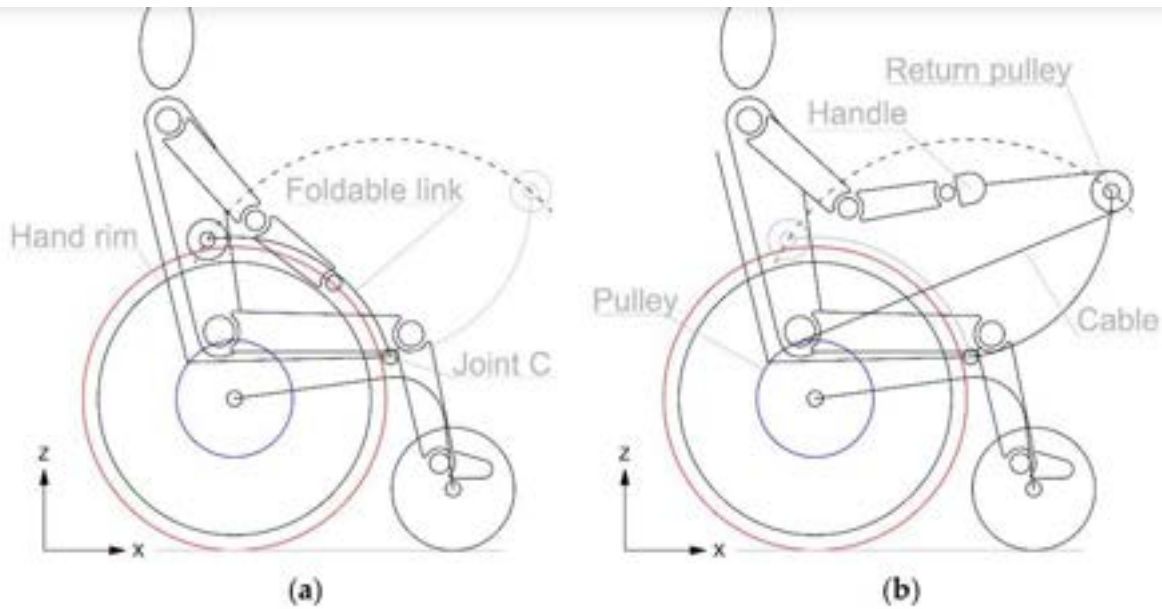 Foldable link
Hand rim
Joint C
z
x
(a)
Return pulley
Handle
Pulley
Cable
z
x
(b)